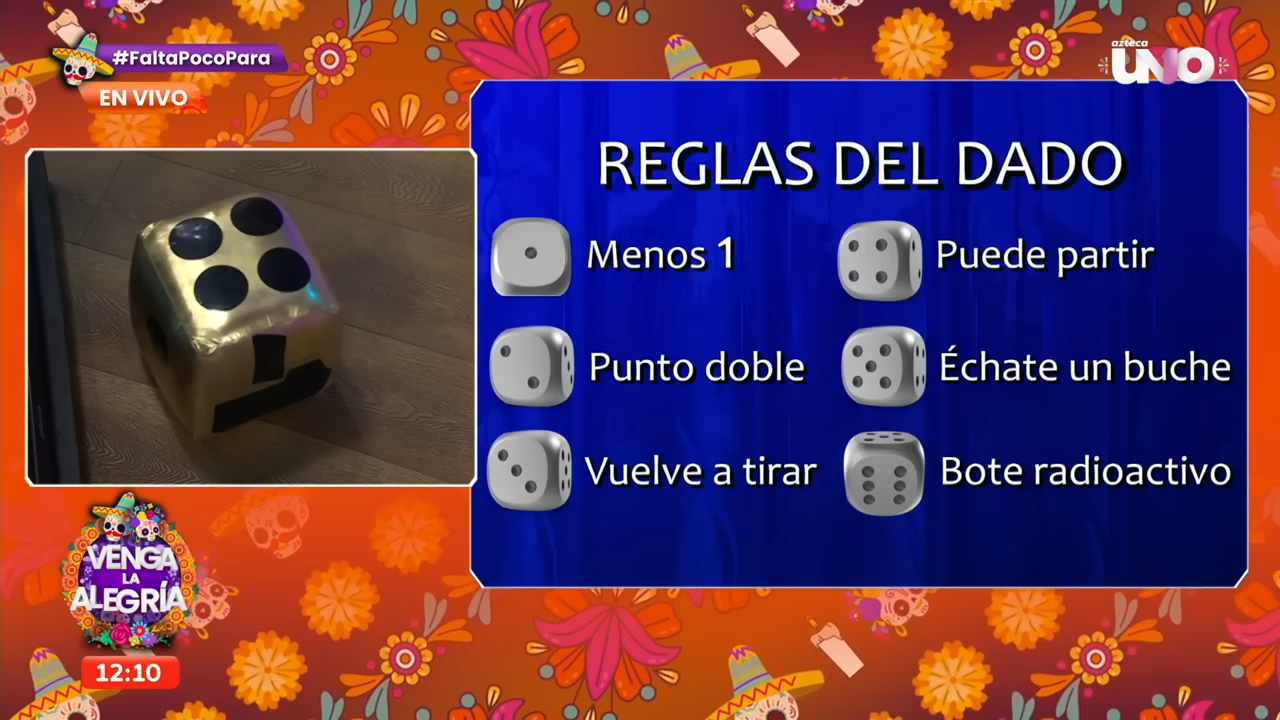 #FaltaPocoPara
EN VIVO
azteca
UNO
REGLAS DEL DADO
Menos 1
Puede partir
Punto doble
Échate un buche
Vuelve a tirar
Bote radioactivo
VENGA
LA
ALEGRÍA
12:10